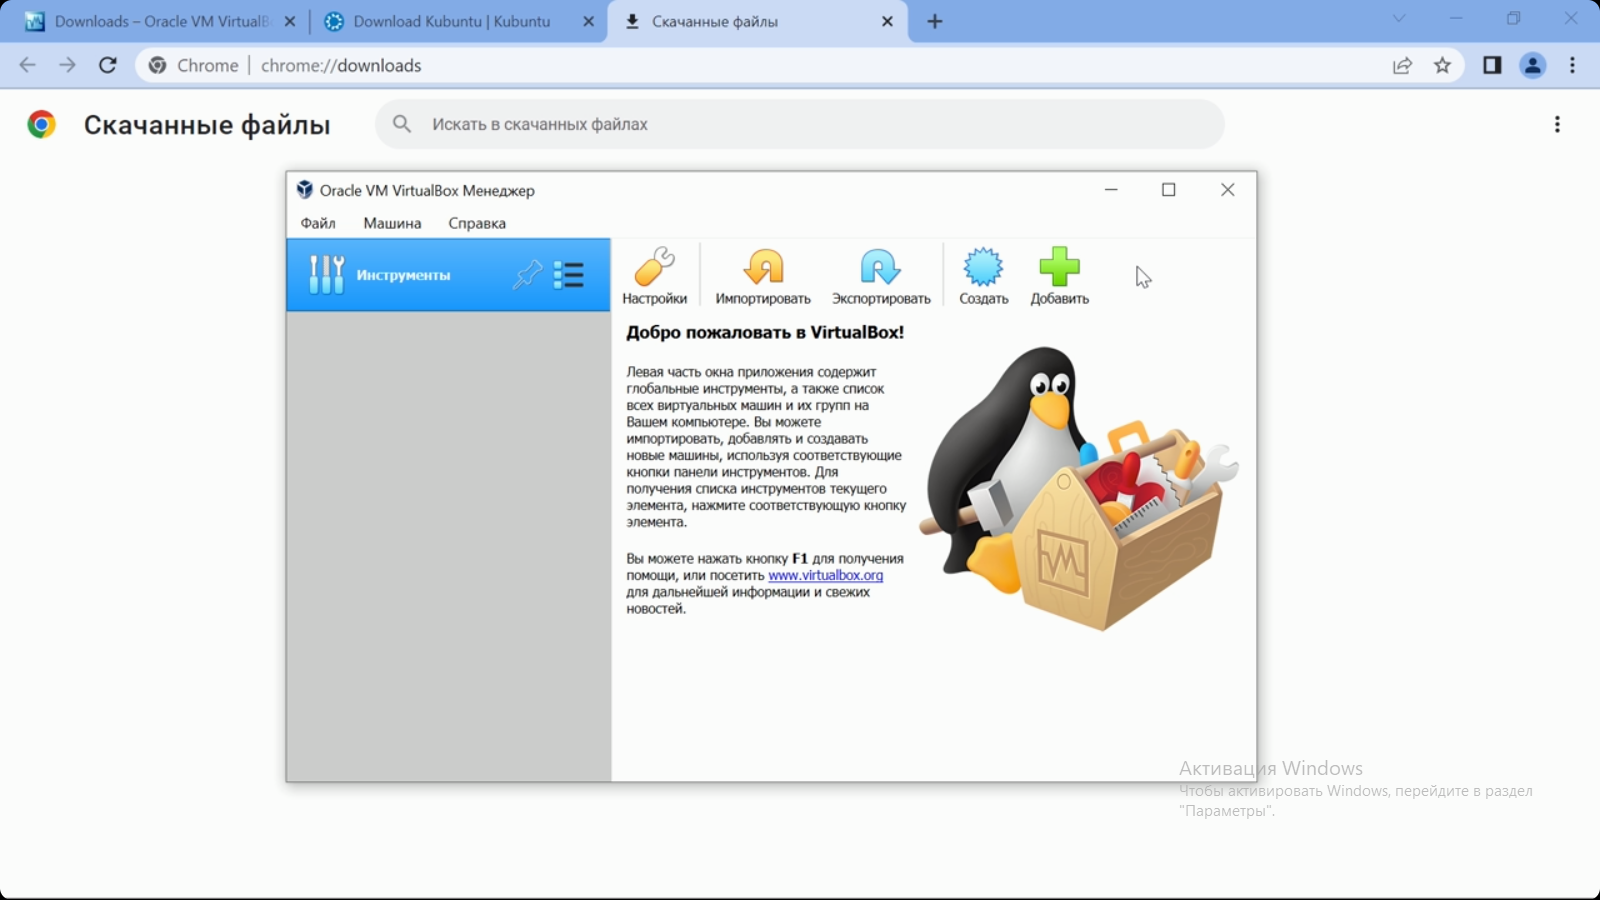 Downloads – Oracle VM VirtualB
Download Kubuntu | Kubuntu
Скачанные файлы
Chrome
chrome://downloads
Скачанные файлы
Искать в скачанных файлах
Oracle VM VirtualBox Менеджер
Файл Машина Справка
Инструменты
Настройки
Импортировать
Экспортировать
Создать
Добавить
Добро пожаловать в VirtualBox!
Левая часть окна приложения содержит
глобальные инструменты, а также список
всех виртуальных машин и их групп на
Вашем компьютере. Вы можете
импортировать, добавлять и создавать
новые машины, используя соответствующие
кнопки панели инструментов. Для
получения списка инструментов текущего
элемента, нажмите соответствующую кнопку
элемента.
Вы можете нажать кнопку F1 для получения
помощи, или посетить www.virtualbox.org
для дальнейшей информации и свежих
новостей.
Активация Windows
Чтобы активировать Windows, перейдите в раздел
"Параметры".